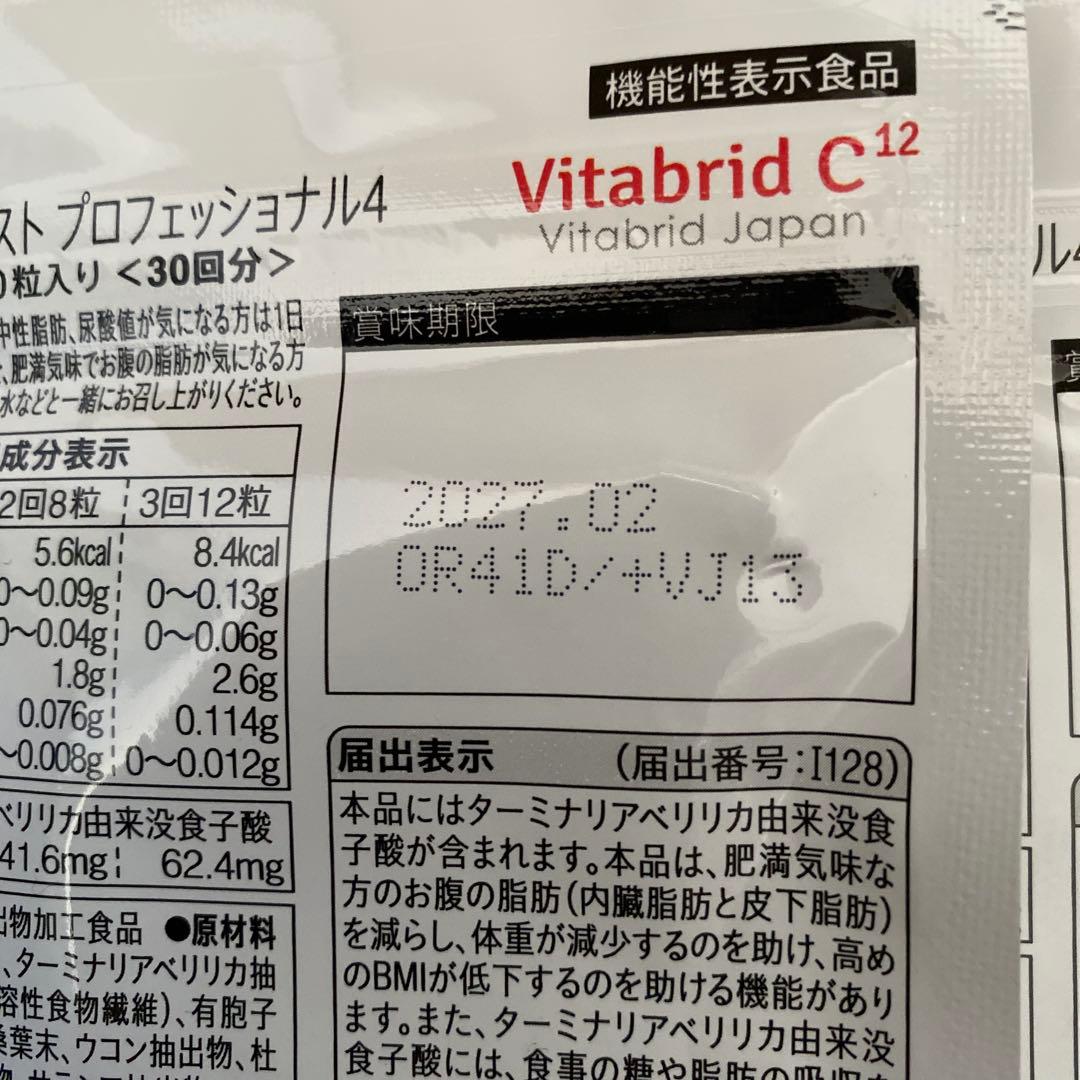 機能性表示食品
Vitabrid C12
Vitabrid Japan
スト プロフェッショナル4
粒入り <30回分>
中性脂肪、尿酸値が気になる方は1日
、肥満気味でお腹の脂肪が気になる方
水などと一緒にお召し上がりください。
成分表示
2回8粒 3回12粒
5.6kcal 8.4kcal
0〜0.09g 0〜0.13g
0〜0.04g 0〜0.06g
1.8g 2.6g
0.076g 0.114g
〜0.008g 0〜0.012g
ベリリカ由来没食子酸
41.6mg 62.4mg
出物加工食品 ●原材料
、ターミナリアベリリカ抽
溶性食物繊維)、有胞子
桑葉末、ウコン抽出物、杜
賞味期限
2027.02
OR41D/+VJ13
届出表示 (届出番号:I128)
本品にはターミナリアベリリカ由来没食
子酸が含まれます。本品は、肥満気味な
方のお腹の脂肪(内臓脂肪と皮下脂肪)
を減らし、体重が減少するのを助け、高め
のBMIが低下するのを助ける機能があり
ます。また、ターミナリアベリリカ由来没
食子酸には、食事の糖や脂肪の吸収を
ル4
賞